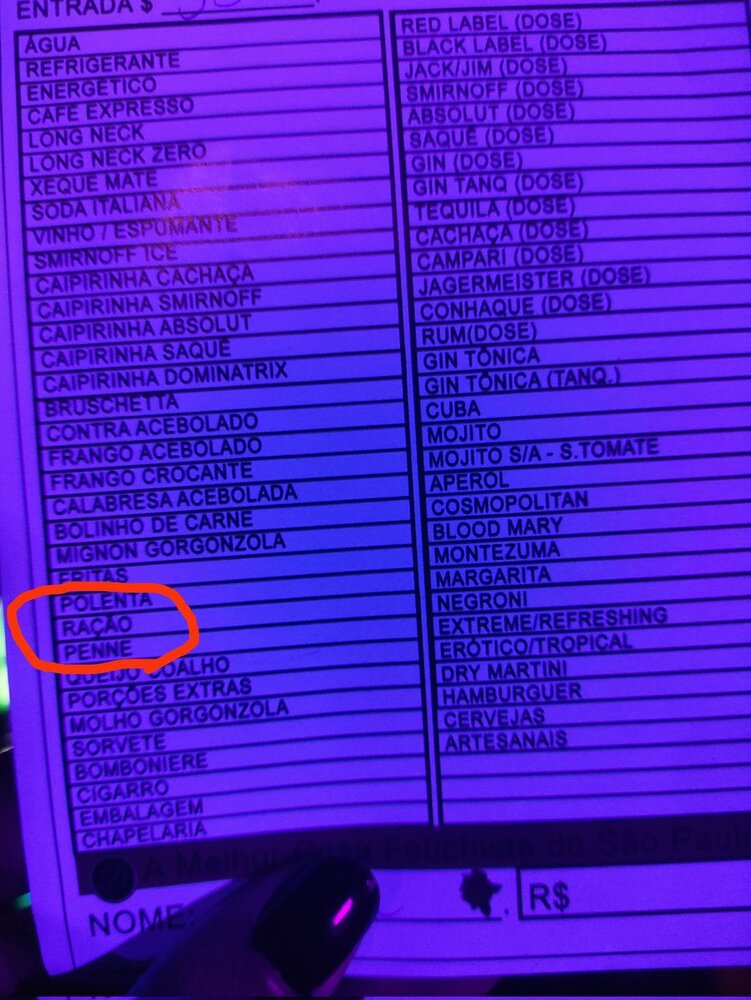 ENTRADA $
ÁGUA
REFRIGERANTE
ENERGÉTICO
CAFÉ EXPRESSO
LONG NECK
LONG NECK ZERO
XEQUE MATE
SODA ITALIANA
VINHO / ESPUMANTE
SMIRNOFF ICE
CAIPIRINHA CACHAÇA
CAIPIRINHA SMIRNOFF
CAIPIRINHA ABSOLUT
CAIPIRINHA SAQUÊ
CAIPIRINHA DOMINATRIX
BRUSCHETTA
CONTRA ACEBOLADO
FRANGO ACEBOLADO
FRANGO CROCANTE
CALABRESA ACEBOLADA
BOLINHO DE CARNE
MIGNON GORGONZOLA
FRITAS
POLENTA
RAÇÃO
PENNE
QUEIJO COALHO
PORÇÕES EXTRAS
MOLHO GORGONZOLA
SORVETE
BOMBONIERE
CIGARRO
EMBALAGEM
CHAPELARIA
RED LABEL (DOSE)
BLACK LABEL (DOSE)
JACK/JIM (DOSE)
SMIRNOFF (DOSE)
ABSOLUT (DOSE)
SAQUÊ (DOSE)
GIN (DOSE)
GIN TANQ (DOSE)
TEQUILA (DOSE)
CACHAÇA (DOSE)
CAMPARI (DOSE)
JAGERMEISTER (DOSE)
CONHAQUE (DOSE)
RUM(DOSE)
GIN TÔNICA
GIN TÔNICA (TANQ.)
CUBA
MOJITO
MOJITO S/A - S.TOMATE
APEROL
COSMOPOLITAN
BLOOD MARY
MONTEZUMA
MARGARITA
NEGRONI
EXTREME/REFRESHING
ERÓTICO/TROPICAL
DRY MARTINI
HAMBURGUER
CERVEJAS
ARTESANAIS
A Melhor Casa Fetichista de São Paulo
NOME:
R$